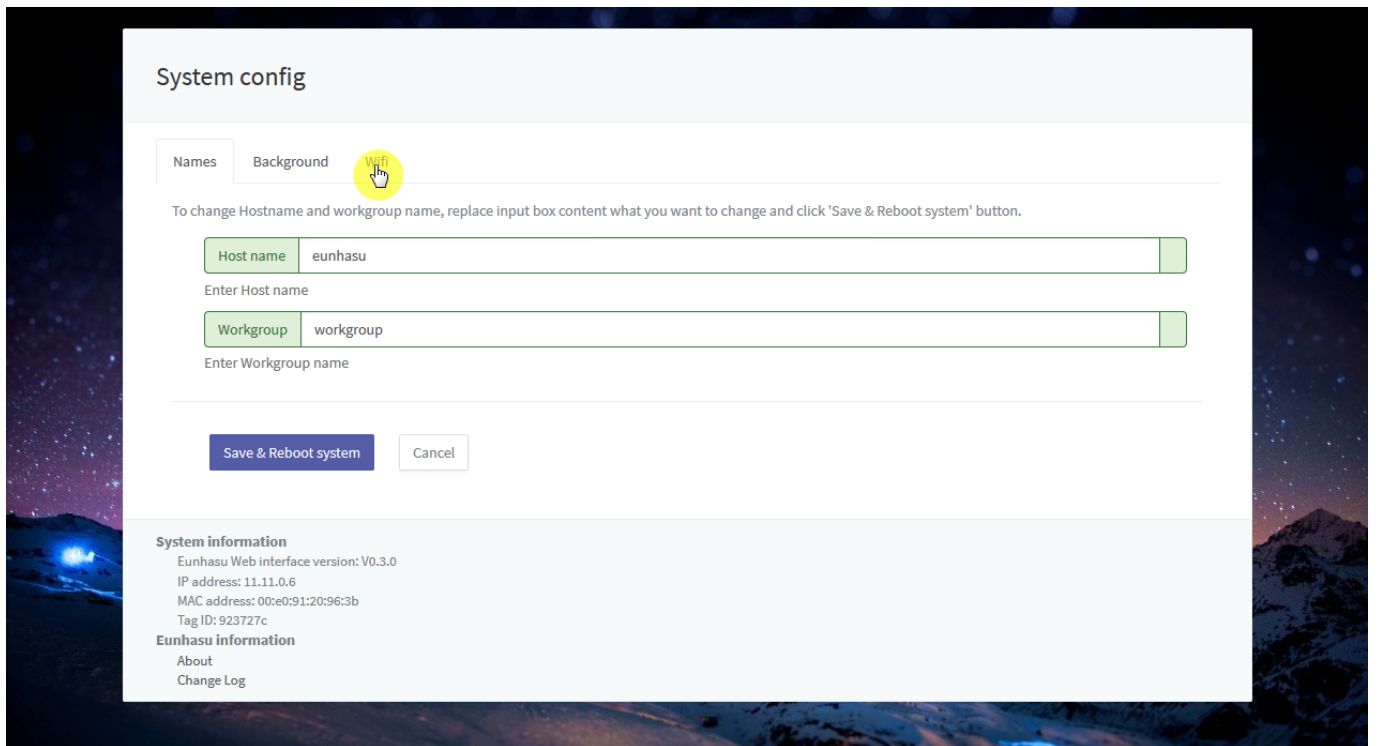 System config
Names Background Wifi
To change Hostname and workgroup name, replace input box content what you want to change and click 'Save & Reboot system' button.
Host name eunhasu
Enter Host name
Workgroup workgroup
Enter Workgroup name
Save & Reboot system Cancel
System information
Eunhasu Web interface version: V0.3.0
IP address: 11.11.0.6
MAC address: 00:e0:91:20:96:3b
Tag ID: 923727c
Eunhasu information
About
Change Log